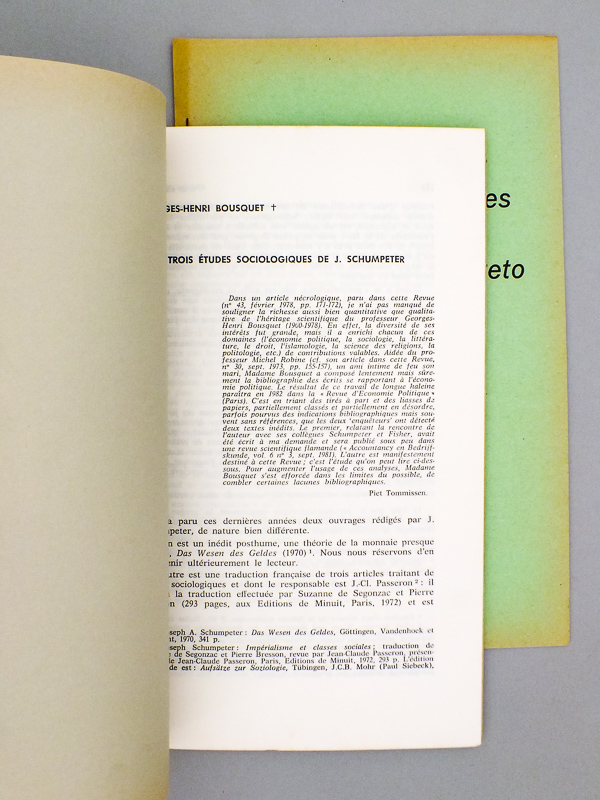 GES-HENRI BOUSQUET †
TROIS ÉTUDES SOCIOLOGIQUES DE J. SCHUMPETER
Dans un article nécrologique, paru dans cette Revue
(n° 43, février 1978, pp. 171-172), je n'ai pas manqué de
souligner la richesse aussi bien quantitative que qualita-
tive de l'héritage scientifique du professeur Georges-
Henri Bousquet (1900-1978). En effet, la diversité de ses
intérêts fut grande, mais il a enrichi chacun de ces
domaines (l'économie politique, la sociologie, la littéra-
ture, le droit, l'islamologie, la science des religions, la
politologie, etc.) de contributions valables. Aidée du pro-
fesseur Michel Robine (cf. son article dans cette Revue,
n° 30, sept. 1973, pp. 155-157), un ami intime de feu son
mari, Madame Bousquet a composé lentement mais sûre-
ment la bibliographie des écrits se rapportant à l'écono-
mie politique. Le résultat de ce travail de longue haleine
paraîtra en 1982 dans la « Revue d'Economie Politique »
(Paris). C'est en triant des tirés à part et des liasses de
papiers, partiellement classés et partiellement en désordre,
parfois pourvus des indications bibliographiques mais sou-
vent sans références, que les deux 'enquêteurs' ont détecté
deux textes inédits. Le premier, relatant la rencontre de
l'auteur avec ses collègues Schumpeter et Fisher, avait
été écrit à ma demande et sera publié sous peu dans
une revue scientifique flamande (« Accountancy en Bedrijf-
skunde, vol. 6 n° 3, sept. 1981). L'autre est manifestement
destiné à cette Revue ; c'est l'étude qu'on peut lire ci-des-
sous. Pour augmenter l'usage de ces analyses, Madame
Bousquet s'est efforcée dans les limites du possible, de
combler certaines lacunes bibliographiques.
Piet Tommissen.
a paru ces dernières années deux ouvrages rédigés par J.
peter, de nature bien différente.
n est un inédit posthume, une théorie de la monnaie presque
, Das Wesen des Geldes (1970) 1. Nous nous réservons d'en
enir ultérieurement le lecteur.
utre est une traduction française de trois articles traitant de
sociologiques et dont le responsable est J.-Cl. Passeron 2 : il
la traduction effectuée par Suzanne de Segonzac et Pierre
en (293 pages, aux Editions de Minuit, Paris, 1972) et est
seph A. Schumpeter : Das Wesen des Geldes, Göttingen, Vandenhoek et
nt, 1970, 341 p.
seph Schumpeter : Impérialisme et classes sociales ; traduction de
e de Segonzac et Pierre Bresson, revue par Jean-Claude Passeron, présen-
e Jean-Claude Passeron, Paris, Editions de Minuit, 1972, 293 p. L'édition
de est : Aufsätze zur Soziologie, Tübingen, J.C.B. Mohr (Paul Siebeck),
es
reto